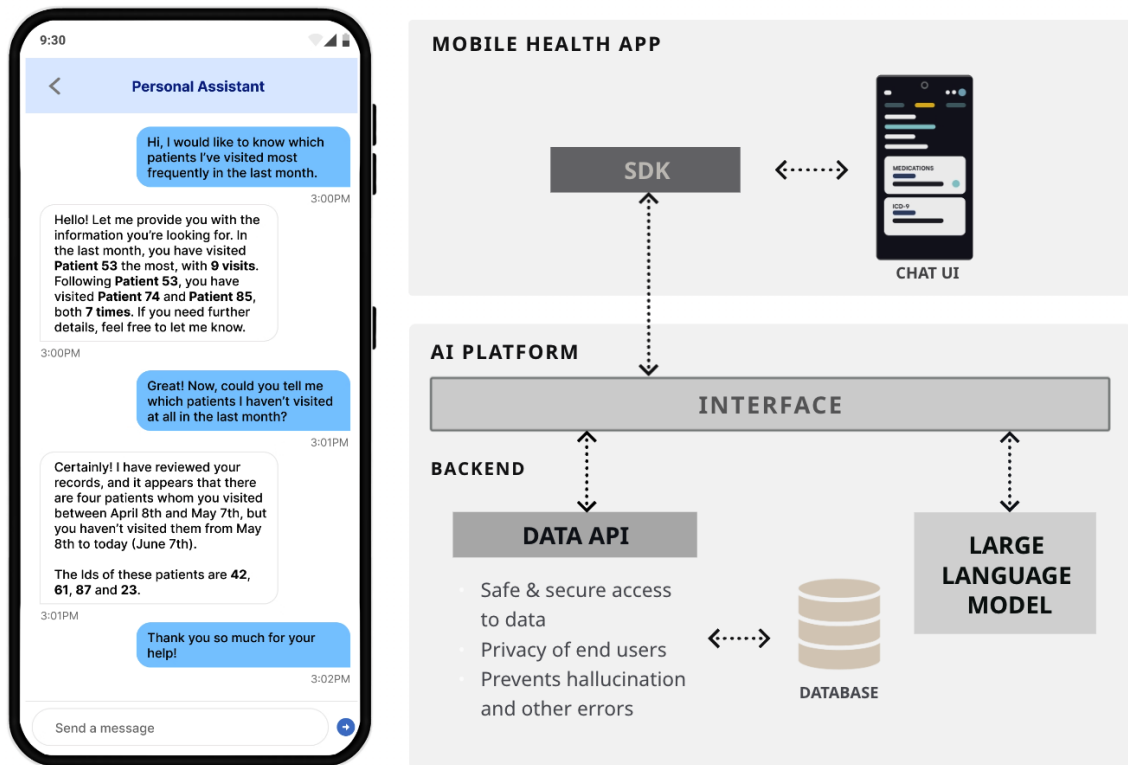 9:30
Personal Assistant
Hi, I would like to know which
patients I've visited most
frequently in the last month.
3:00PM
Hello! Let me provide you with the
information you're looking for. In
the last month, you have visited
Patient 53 the most, with 9 visits.
Following Patient 53, you have
visited Patient 74 and Patient 85,
both 7 times. If you need further
details, feel free to let me know.
3:00PM
Great! Now, could you tell me
which patients I haven't visited
at all in the last month?
3:01PM
Certainly! I have reviewed your
records, and it appears that there
are four patients whom you visited
between April 8th and May 7th, but
you haven't visited them from May
8th to today (June 7th).
The Ids of these patients are 42,
61, 87 and 23.
3:01PM
Thank you so much for your
help!
3:02PM
Send a message
MOBILE HEALTH APP
SDK
MEDICATIONS
ICD-9
CHAT UI
AI PLATFORM
INTERFACE
BACKEND
DATA API
Safe & secure access
to data
Privacy of end users
Prevents hallucination
and other errors
DATABASE
LARGE
LANGUAGE
MODEL